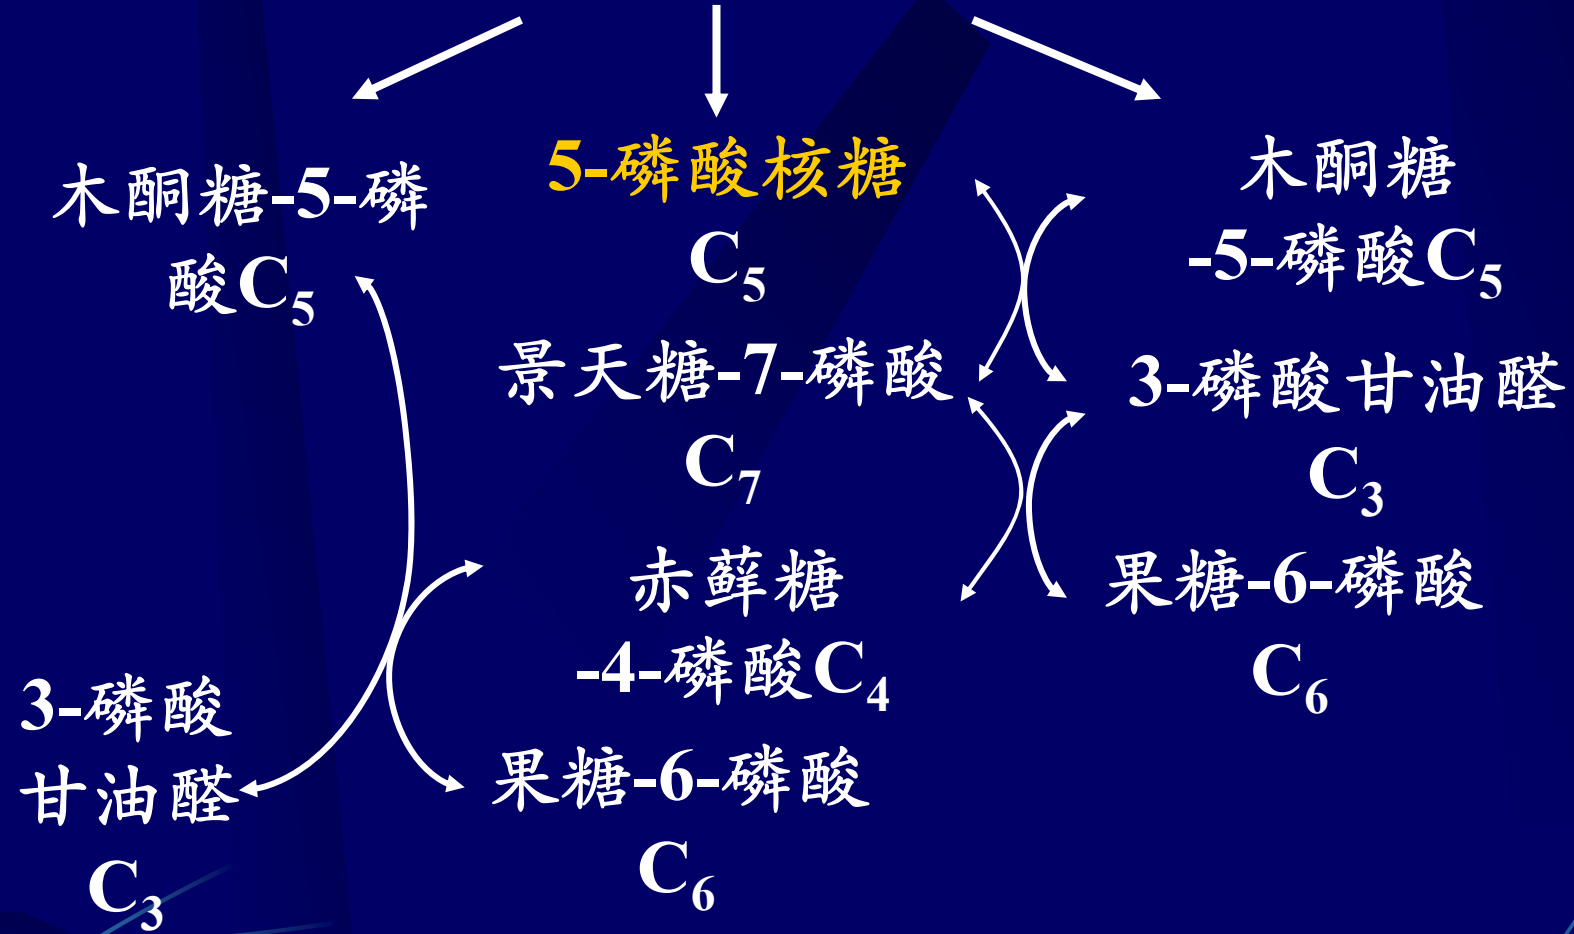 木酮糖-5-磷
酸C₅
5-磷酸核糖
C₅
木酮糖
-5-磷酸C₅
景天糖-7-磷酸
C₇
3-磷酸甘油醛
C₃
赤藓糖
-4-磷酸C₄
果糖-6-磷酸
C₆
3-磷酸
甘油醛
C₃
果糖-6-磷酸
C₆